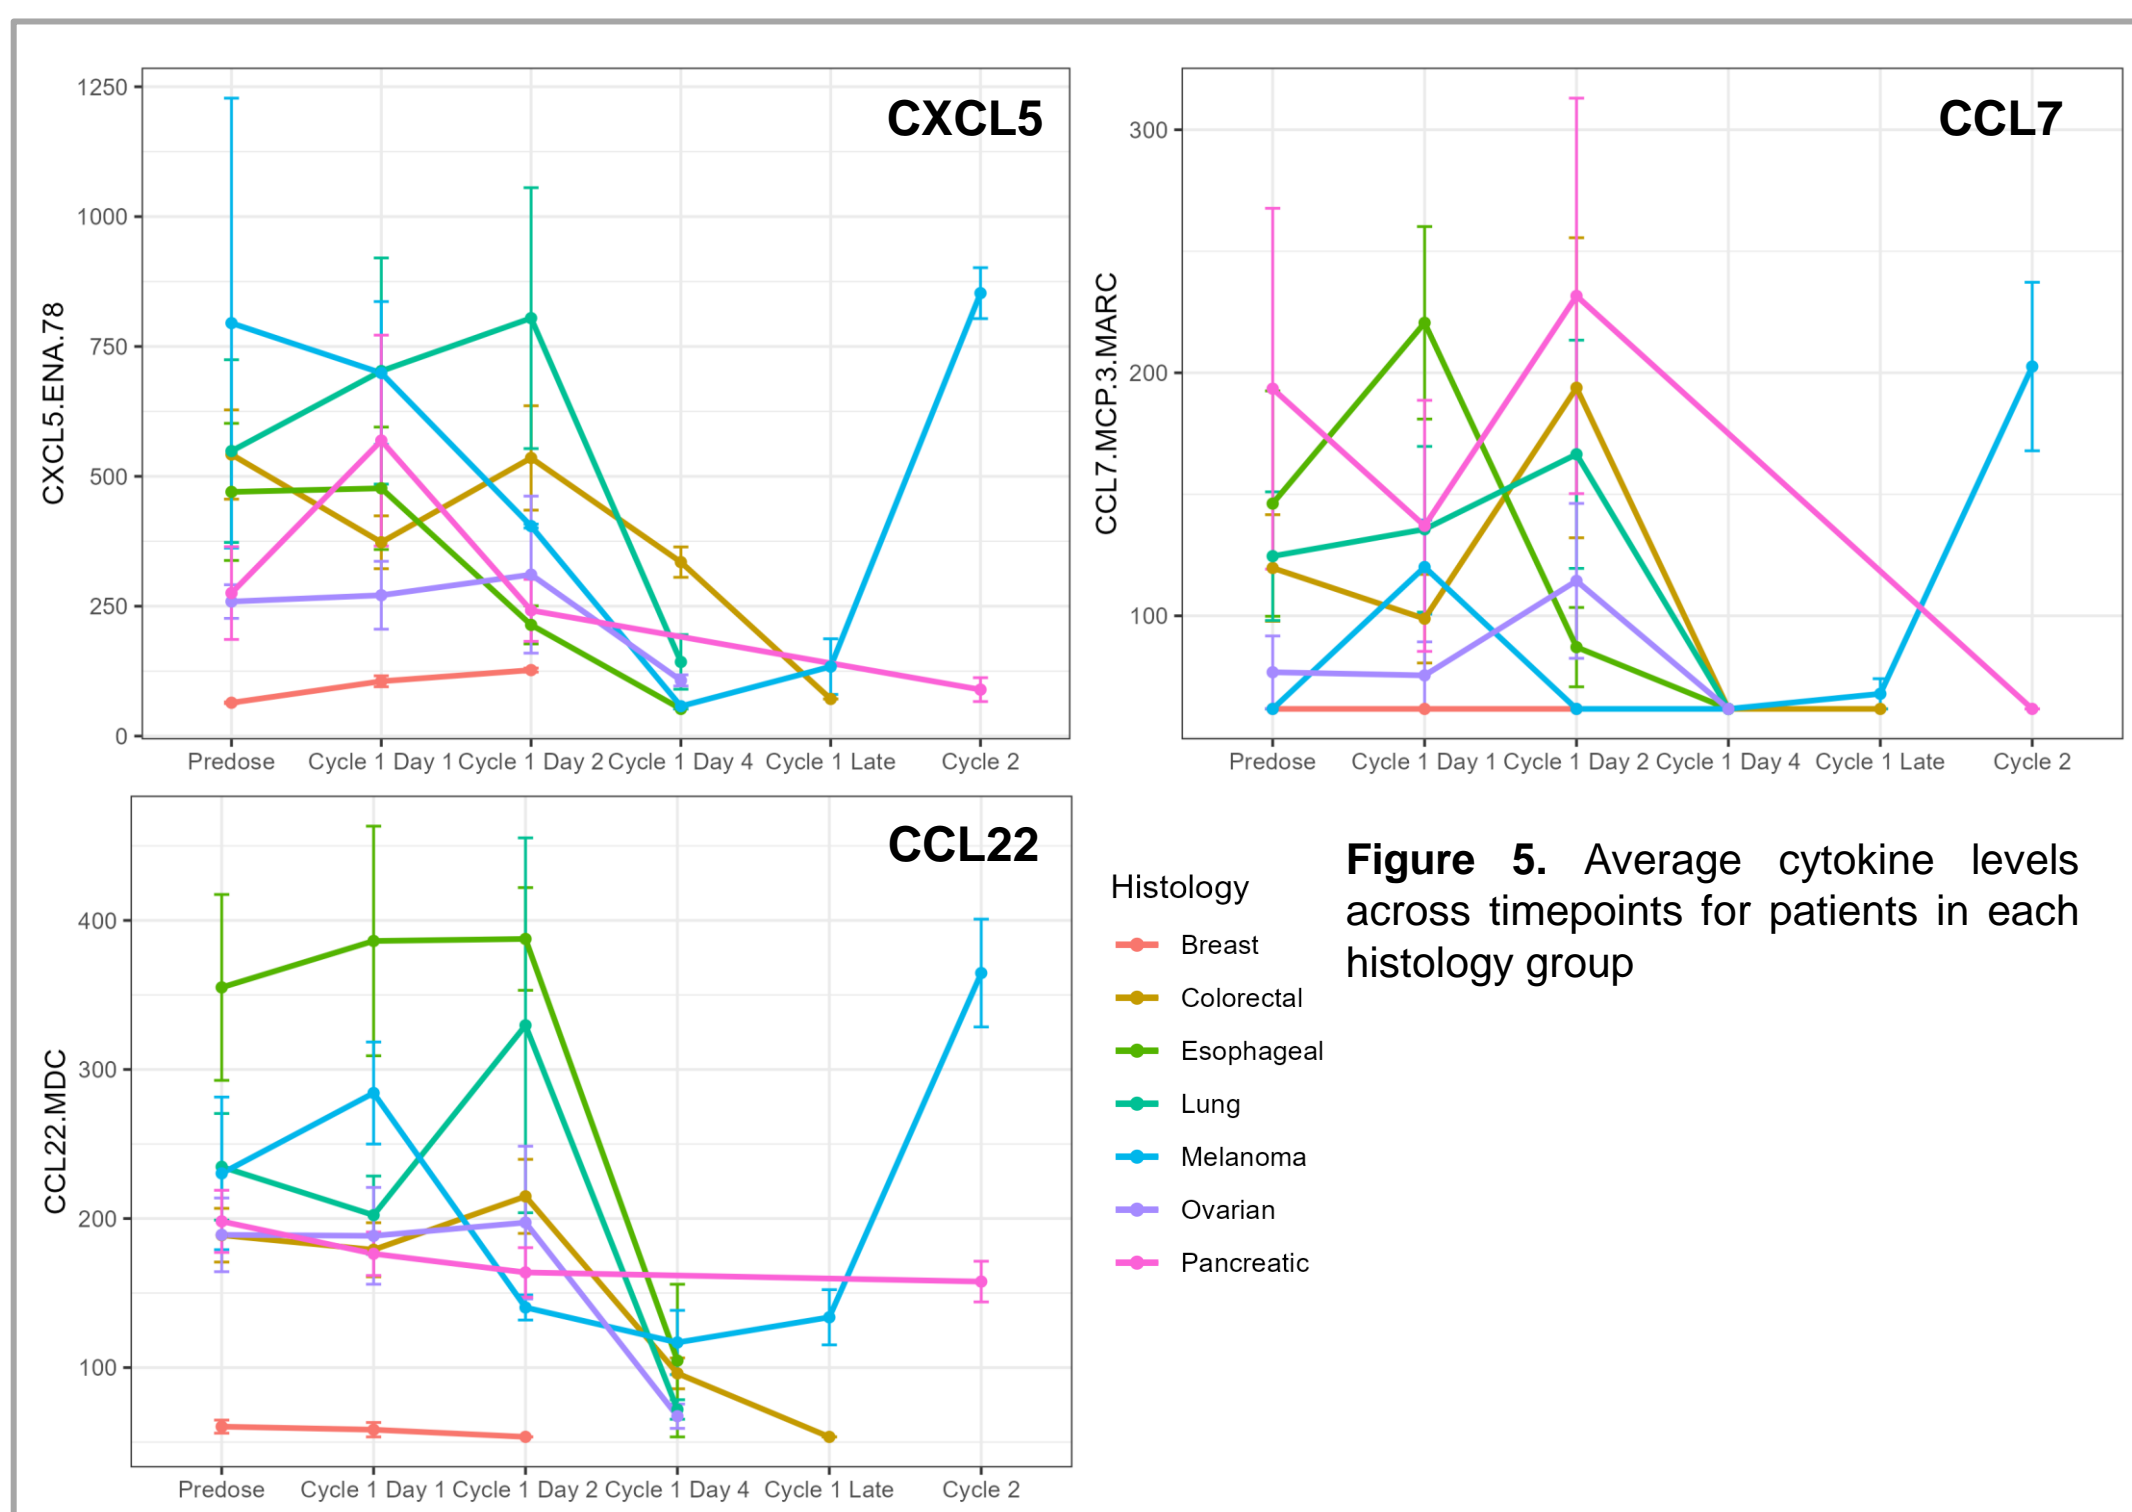 CXCL5
CXCL5.ENA.78
1250
1000
750
500
250
0
Predose
Cycle 1 Day 1
Cycle 1 Day 2
Cycle 1 Day 4
Cycle 1 Late
Cycle 2
CCL7
CCL7.MCP.3.MARC
300
200
100
Predose
Cycle 1 Day 1
Cycle 1 Day 2
Cycle 1 Day 4
Cycle 1 Late
Cycle 2
CCL22
CCL22.MDC
400
300
200
100
Predose
Cycle 1 Day 1
Cycle 1 Day 2
Cycle 1 Day 4
Cycle 1 Late
Cycle 2
Histology
Breast
Colorectal
Esophageal
Lung
Melanoma
Ovarian
Pancreatic
Figure 5. Average cytokine levels
across timepoints for patients in each
histology group